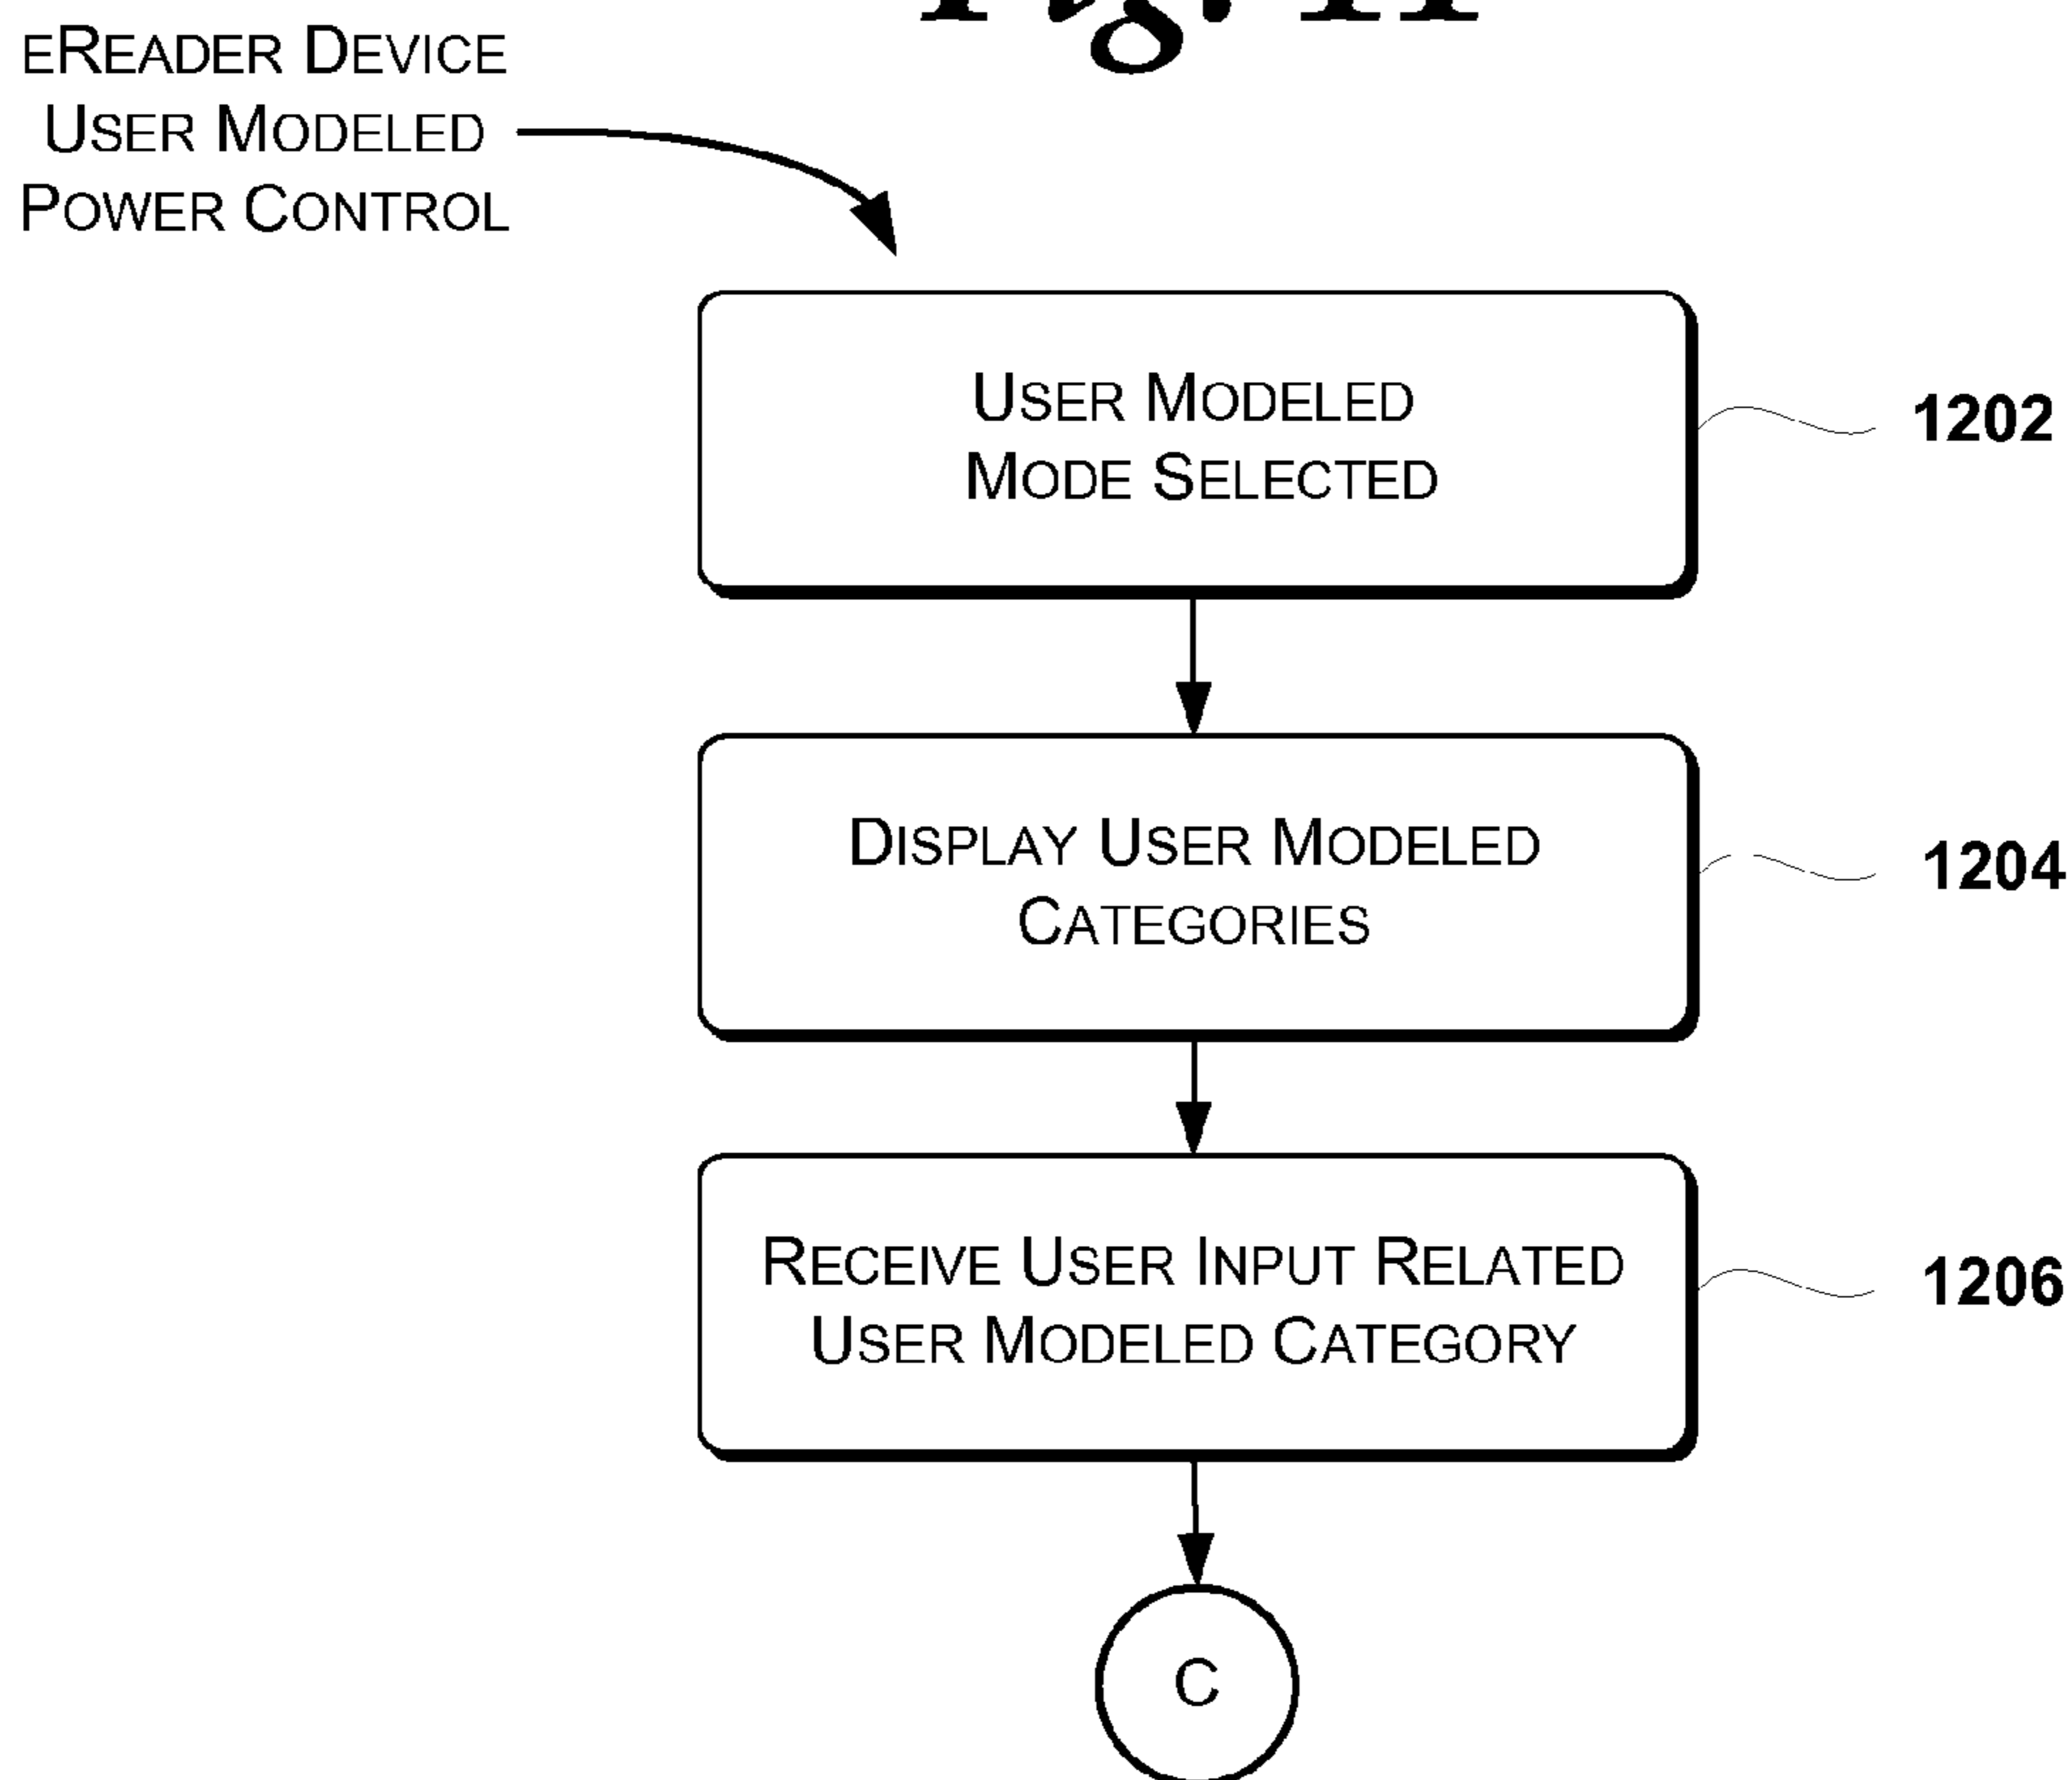 eReader Device
User Modeled
Power Control
User Modeled
Mode Selected
1202
Display User Modeled
Categories
1204
Receive User Input Related
User Modeled Category
1206
C